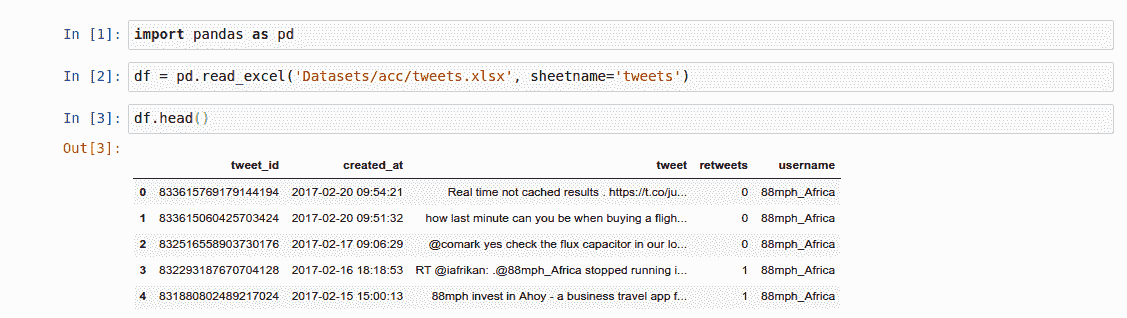 In [1]: import pandas as pd
In [2]: df = pd.read_excel('Datasets/acc/tweets.xlsx', sheetname='tweets')
In [3]: df.head()
Out[3]:
tweet_id created_at tweet retweets username
0 833615769179144194 2017-02-20 09:54:21 Real time not cached results . https://t.co/ju... 0 88mph_Africa
1 833615060425703424 2017-02-20 09:51:32 how last minute can you be when buying a fligh... 0 88mph_Africa
2 832516558903730176 2017-02-17 09:06:29 @comark yes check the flux capacitor in our lo... 0 88mph_Africa
3 832293187670704128 2017-02-16 18:18:53 RT @iafrikan: .@88mph_Africa stopped running i... 1 88mph_Africa
4 831880802489217024 2017-02-15 15:00:13 88mph invest in Ahoy - a business travel app f... 1 88mph_Africa